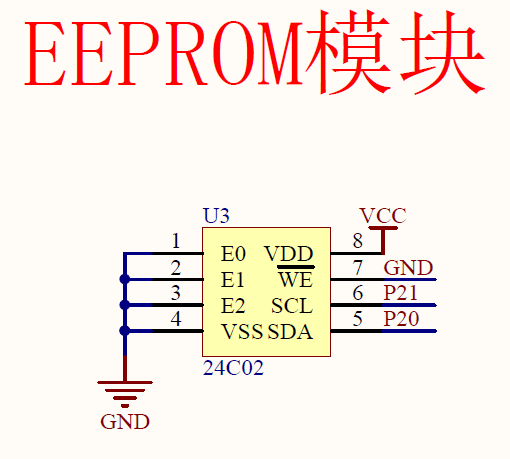 EEPROM模块
U3
VCC
1 E0 VDD 8
2 E1 WE 7 GND
3 E2 SCL 6 P21
4 VSS SDA 5 P20
24C02
GND